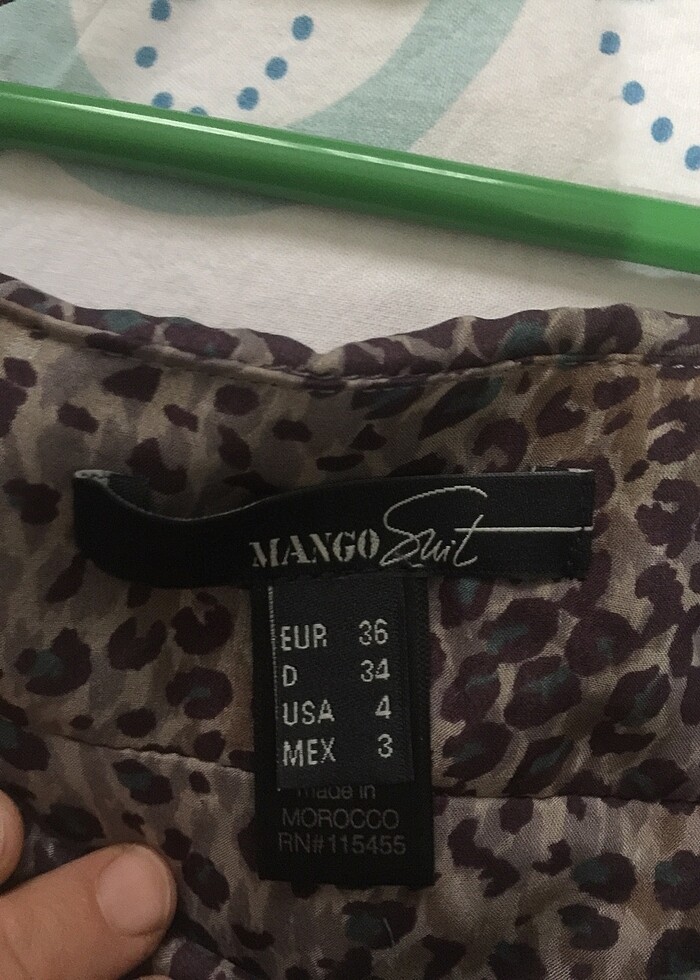 MANGO Suit
EUR 36
D 34
USA 4
MEX 3
made in
MOROCCO
RN#115455